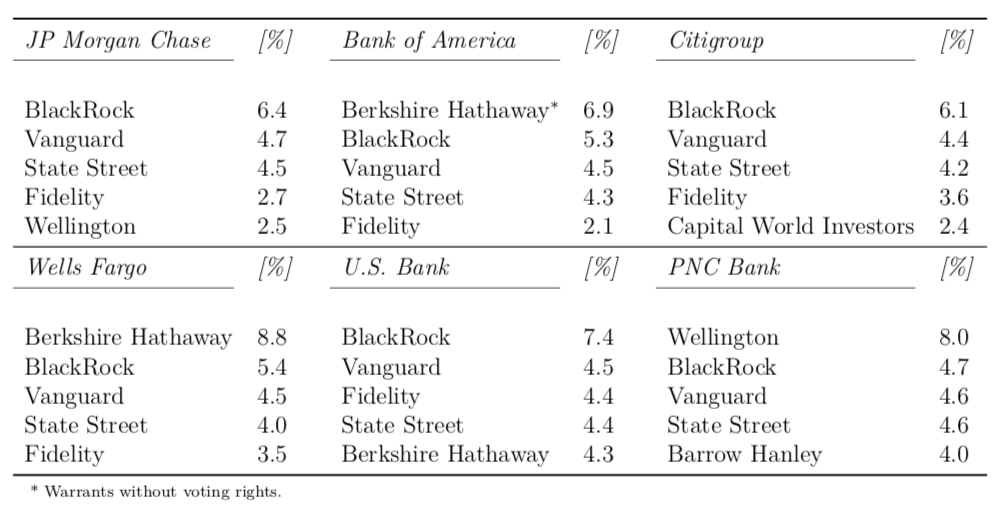 JP Morgan Chase [%] Bank of America [%] Citigroup [%]
BlackRock 6.4 Berkshire Hathaway* 6.9 BlackRock 6.1
Vanguard 4.7 BlackRock 5.3 Vanguard 4.4
State Street 4.5 Vanguard 4.5 State Street 4.2
Fidelity 2.7 State Street 4.3 Fidelity 3.6
Wellington 2.5 Fidelity 2.1 Capital World Investors 2.4
Wells Fargo [%] U.S. Bank [%] PNC Bank [%]
Berkshire Hathaway 8.8 BlackRock 7.4 Wellington 8.0
BlackRock 5.4 Vanguard 4.5 BlackRock 4.7
Vanguard 4.5 Fidelity 4.4 Vanguard 4.6
State Street 4.0 State Street 4.4 State Street 4.6
Fidelity 3.5 Berkshire Hathaway 4.3 Barrow Hanley 4.0
* Warrants without voting rights.